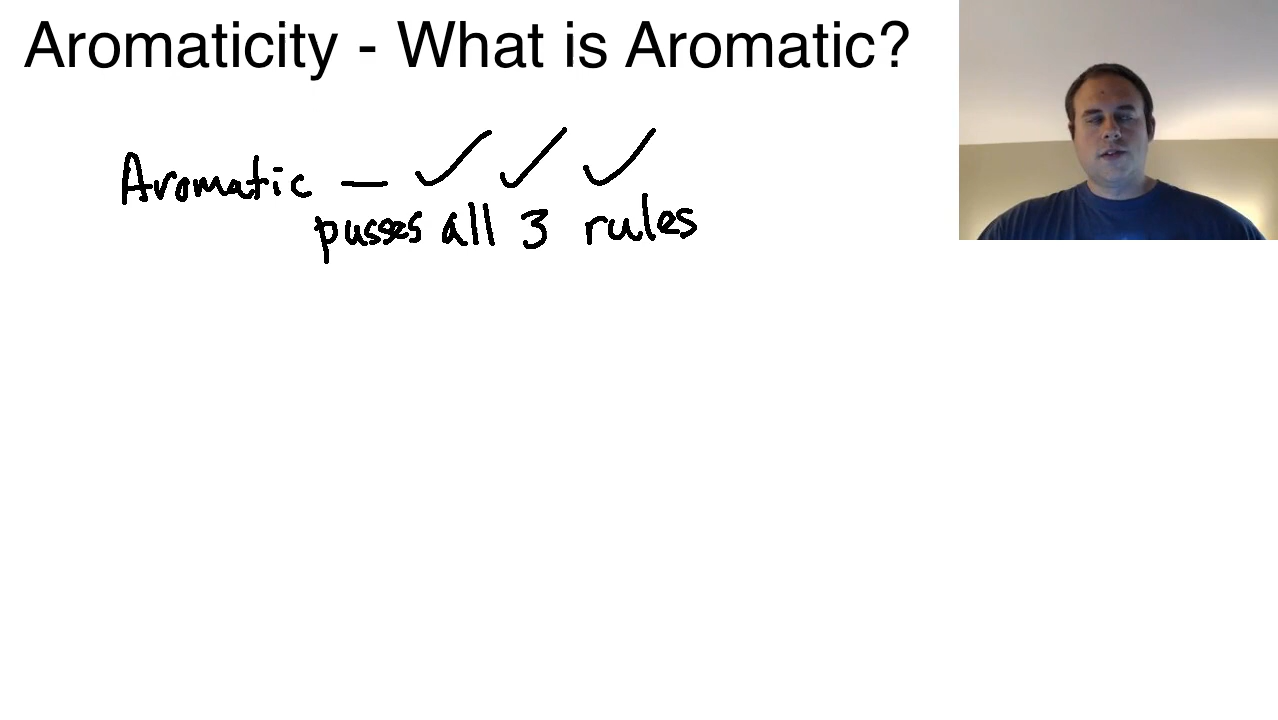 Aromaticity - What is Aromatic?
Aromatic — ✓ ✓ ✓
passes all 3 rules